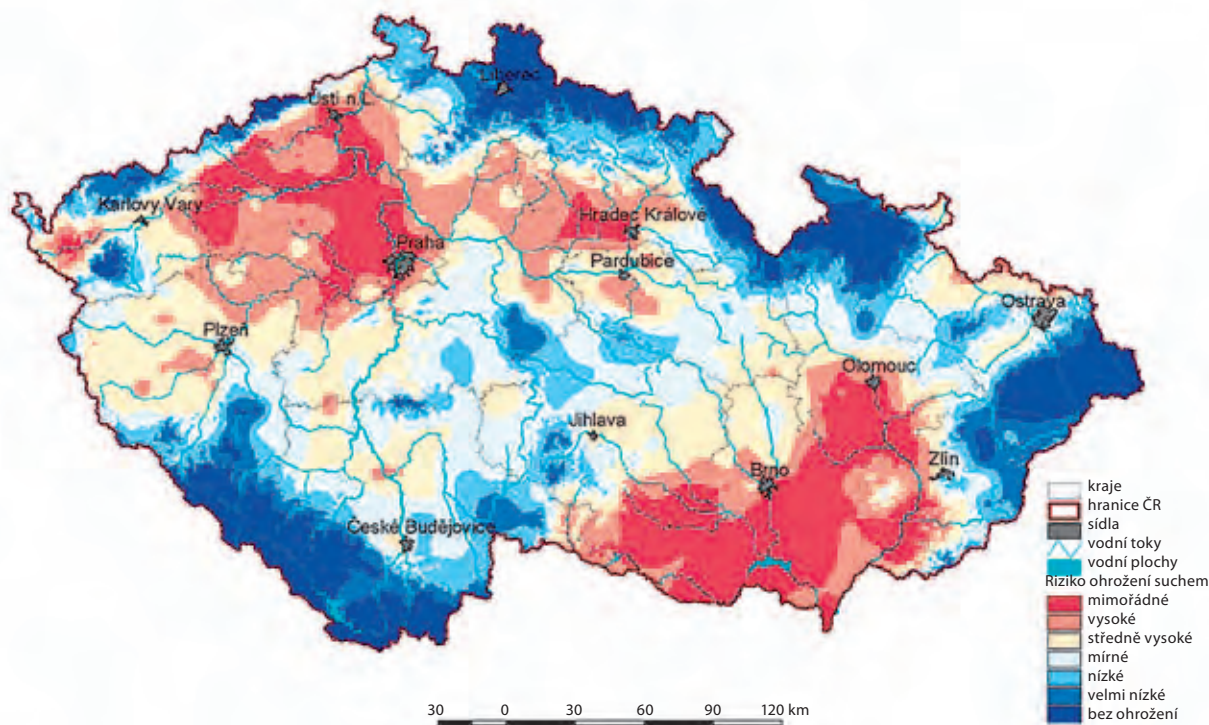 Liberec
Ústí n.L.
Karlovy Vary
Hradec Králové
Praha
Pardubice
Ostrava
Plzeň
Olomouc
Jihlava
Zlín
Brno
České Budějovice
kraje
hranice ČR
sídla
vodní toky
vodní plochy
Riziko ohrožení suchem
mimořádné
vysoké
středně vysoké
mírné
nízké
velmi nízké
bez ohrožení
30 0 30 60 90 120 km